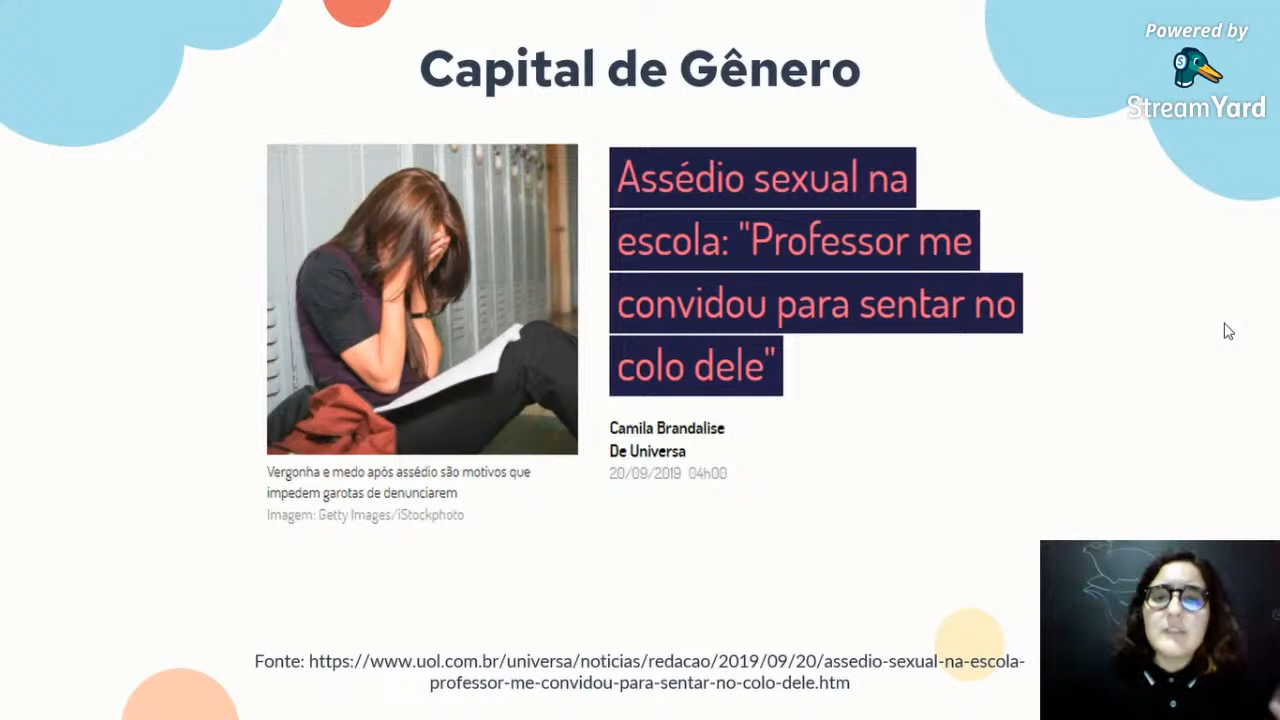 Powered by
StreamYard
Capital de Gênero
Assédio sexual na
escola: "Professor me
convidou para sentar no
colo dele"
Camila Brandalise
De Universa
20/09/2019 04h00
Vergonha e medo após assédio são motivos que
impedem garotas de denunciarem
Imagem: Getty Images/iStockphoto
Fonte: https://www.uol.com.br/universa/noticias/redacao/2019/09/20/assedio-sexual-na-escola-
professor-me-convidou-para-sentar-no-colo-dele.htm